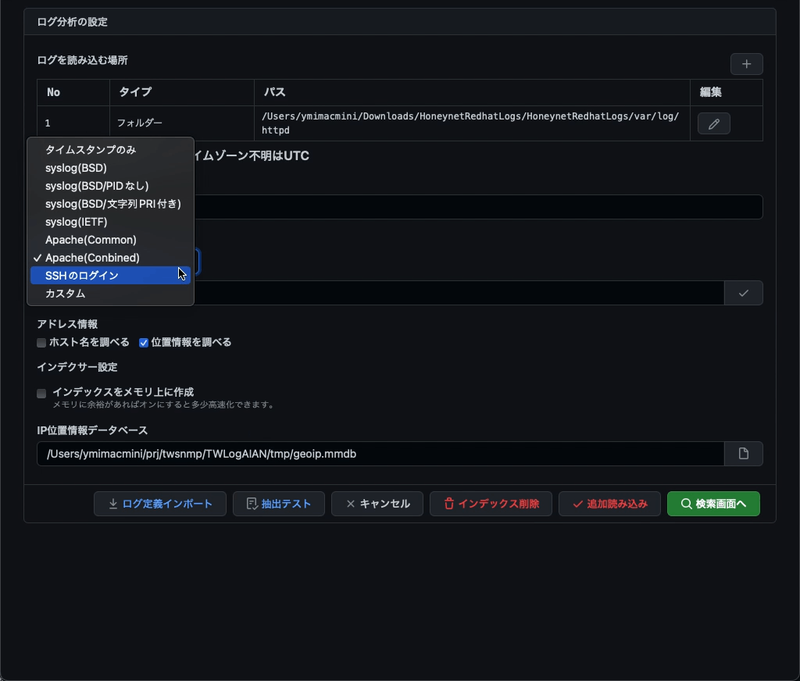 ログ分析の設定
ログを読み込む場所
No タイプ パス 編集
1 フォルダー /Users/ymimacmini/Downloads/HoneynetRedhatLogs/HoneynetRedhatLogs/var/log/
httpd
イムゾーン不明はUTC
タイムスタンプのみ
syslog(BSD)
syslog(BSD/PIDなし)
syslog(BSD/文字列PRI付き)
syslog(IETF)
Apache(Common)
Apache(Conbined)
SSHのログイン
カスタム
アドレス情報
ホスト名を調べる 位置情報を調べる
インデクサー設定
インデックスをメモリ上に作成
メモリに余裕があればオンにすると多少高速化できます。
IP位置情報データベース
/Users/ymimacmini/prj/twsnmp/TWLogAIAN/tmp/geoip.mmdb
ログ定義インポート 抽出テスト キャンセル インデックス削除 追加読み込み 検索画面へ